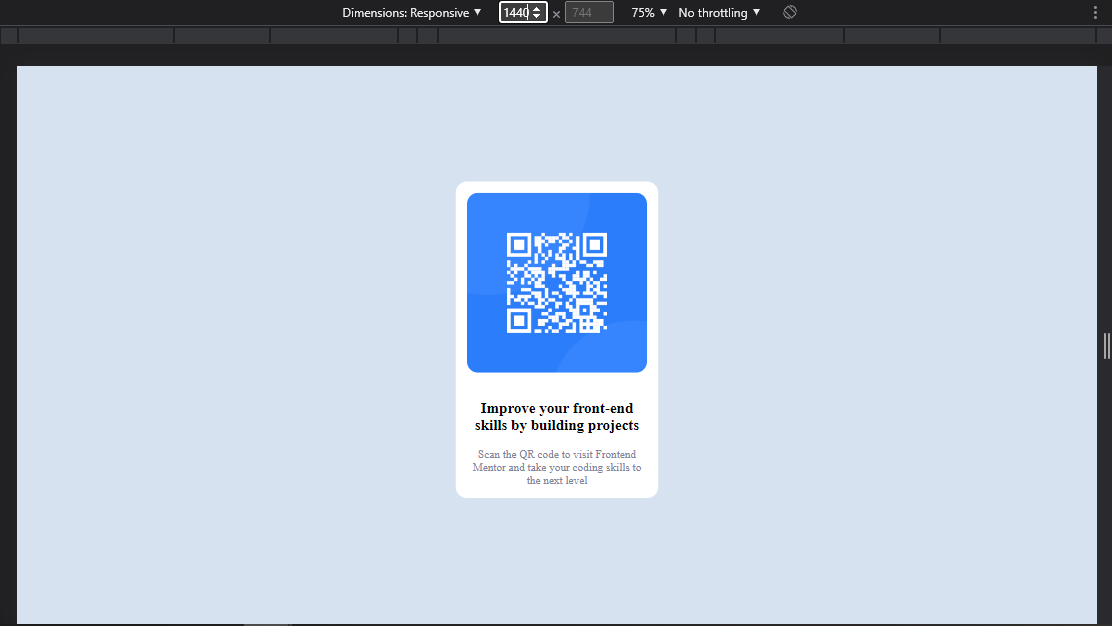 Dimensions: Responsive 1440 × 744 75% No throttling
Improve your front-end
skills by building projects
Scan the QR code to visit Frontend
Mentor and take your coding skills to
the next level